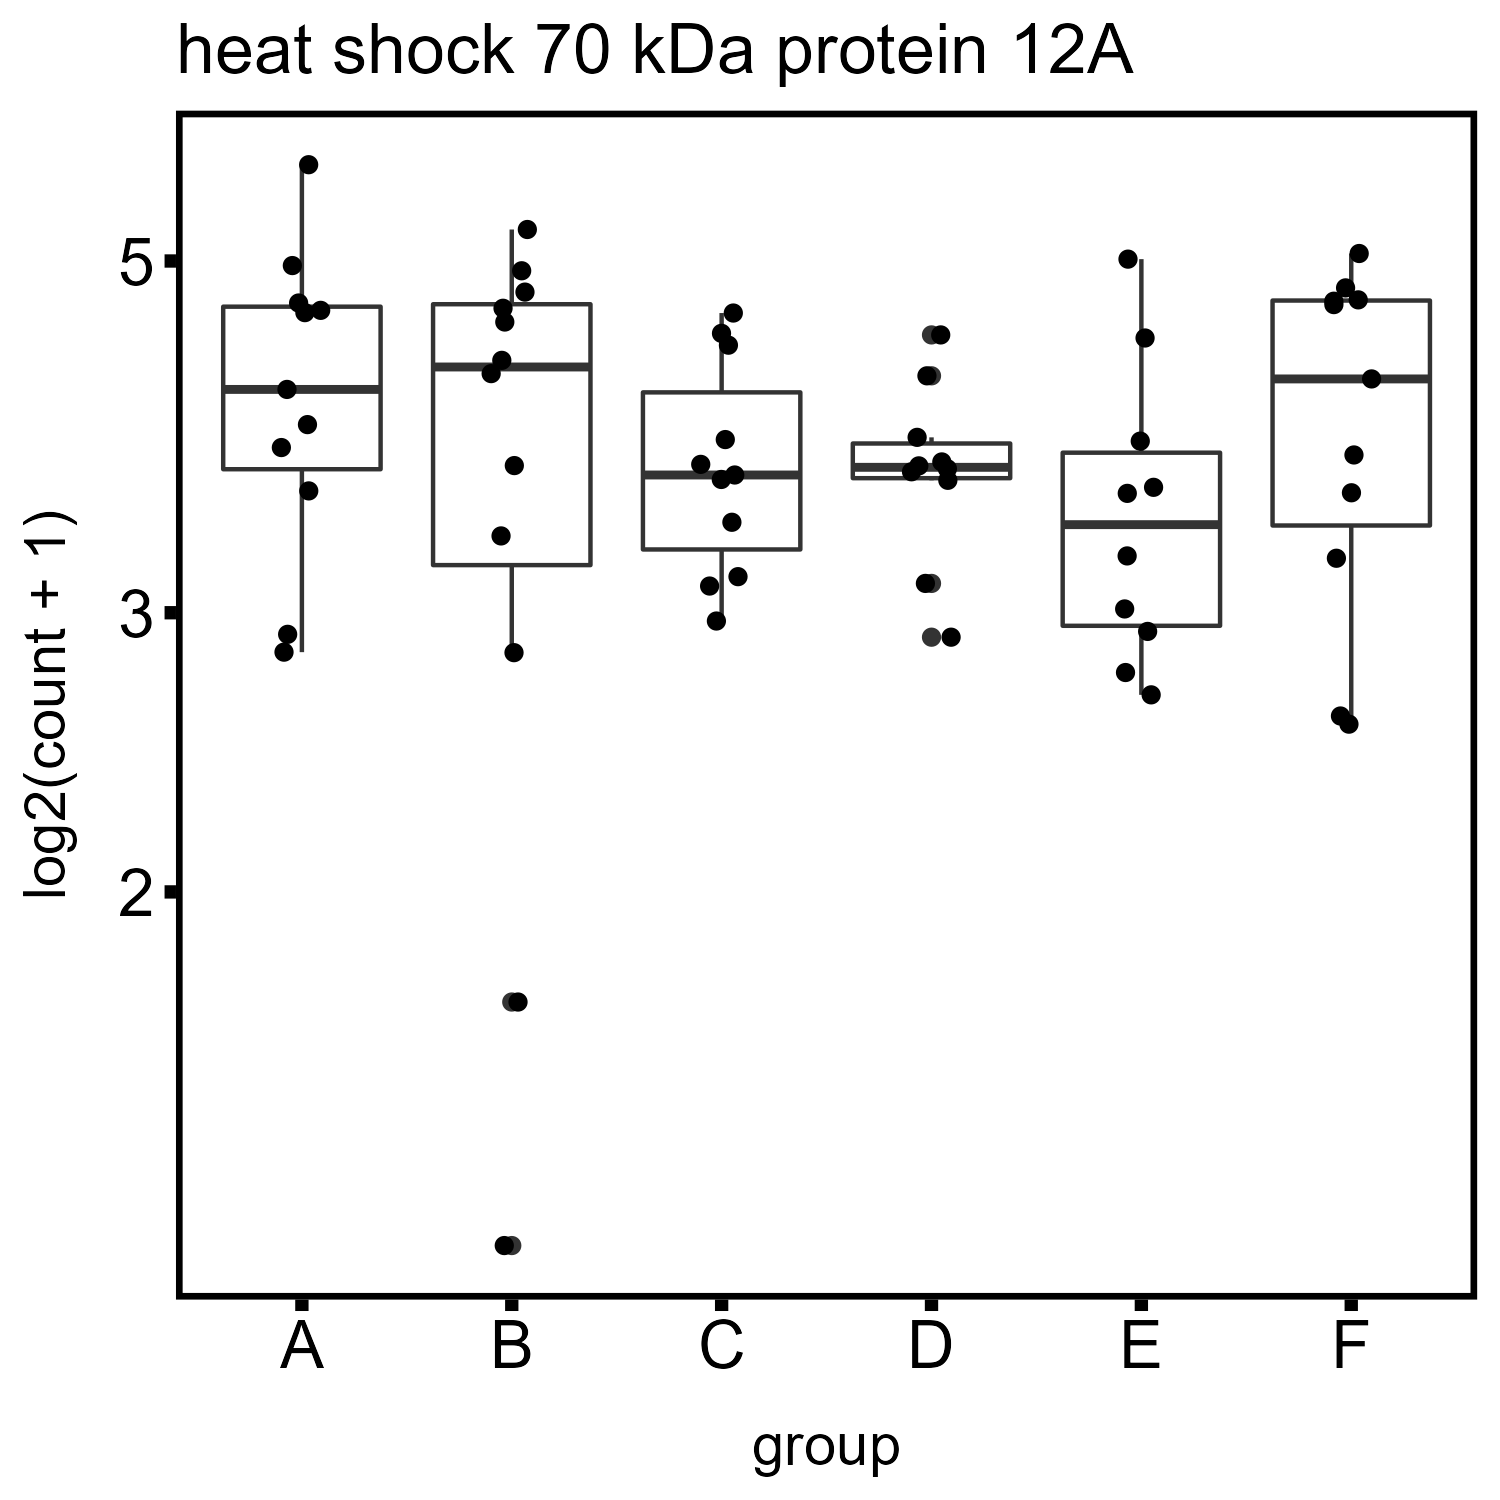 heat shock 70 kDa protein 12A
log2(count + 1)
5
3
2
A B C D E F
group